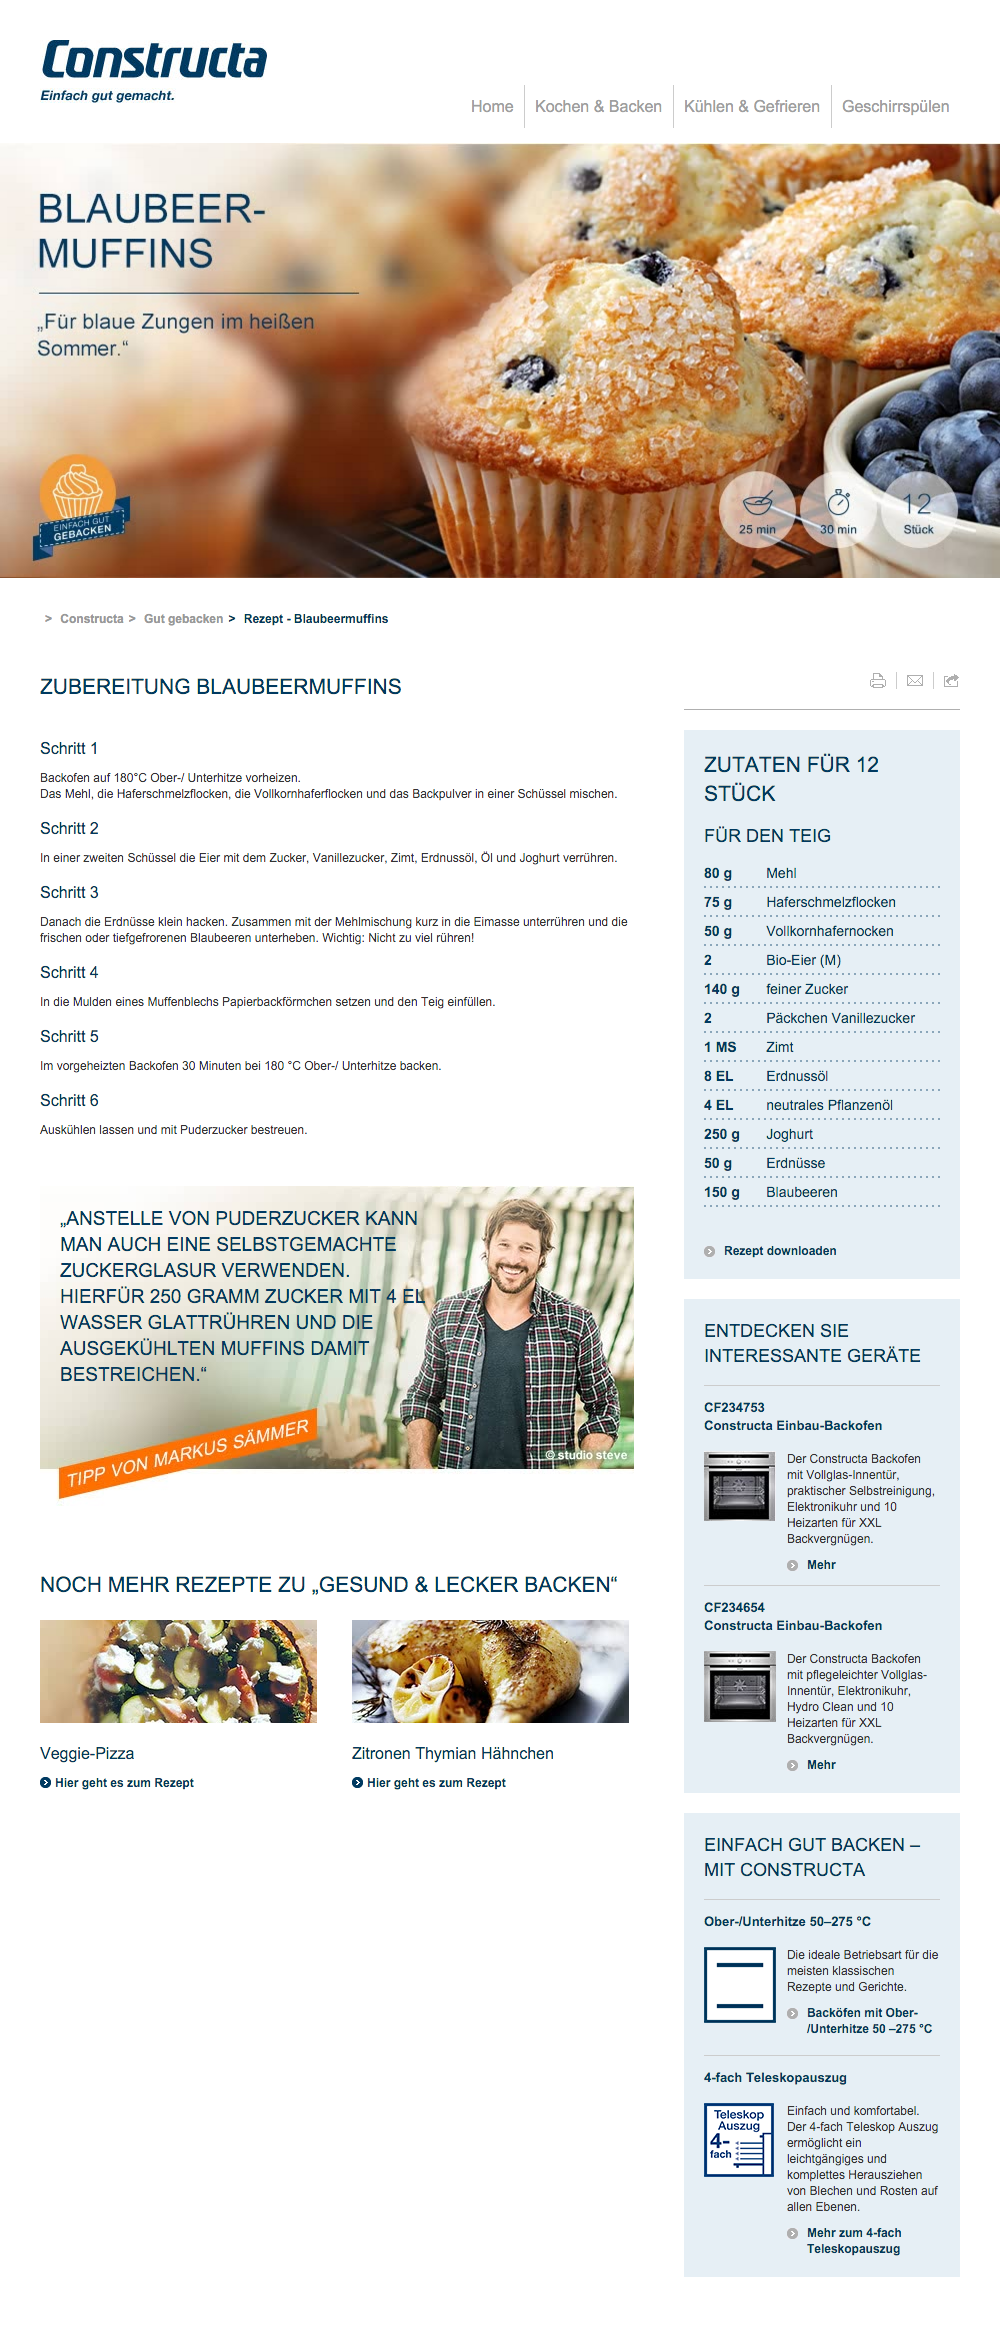 Constructa
Einfach gut gemacht.
Home
Kochen & Backen
Kühlen & Gefrieren
Geschirrspülen
BLAUBEER-
MUFFINS
„Für blaue Zungen im heißen
Sommer.“
EINFACH GUT
GEBACKEN
25 min
30 min
12
Stück
> Constructa > Gut gebacken > Rezept - Blaubeermuffins
ZUBEREITUNG BLAUBEERMUFFINS
Schritt 1
Backofen auf 180°C Ober-/ Unterhitze vorheizen.
Das Mehl, die Haferschmelzflocken, die Vollkornhaferflocken und das Backpulver in einer Schüssel mischen.
Schritt 2
In einer zweiten Schüssel die Eier mit dem Zucker, Vanillezucker, Zimt, Erdnussöl, Öl und Joghurt verrühren.
Schritt 3
Danach die Erdnüsse klein hacken. Zusammen mit der Mehlmischung kurz in die Eimasse unterrühren und die
frischen oder tiefgefrorenen Blaubeeren unterheben. Wichtig: Nicht zu viel rühren!
Schritt 4
In die Mulden eines Muffenblechs Papierbackförmchen setzen und den Teig einfüllen.
Schritt 5
Im vorgeheizten Backofen 30 Minuten bei 180 °C Ober-/ Unterhitze backen.
Schritt 6
Auskühlen lassen und mit Puderzucker bestreuen.
„ANSTELLE VON PUDERZUCKER KANN
MAN AUCH EINE SELBSTGEMACHTE
ZUCKERGLASUR VERWENDEN.
HIERFÜR 250 GRAMM ZUCKER MIT 4 EL
WASSER GLATTRÜHREN UND DIE
AUSGEKÜHLTEN MUFFINS DAMIT
BESTREICHEN.“
TIPP VON MARKUS SÄMMER
© studio steve
NOCH MEHR REZEPTE ZU „GESUND & LECKER BACKEN“
Veggie-Pizza
Hier geht es zum Rezept
Zitronen Thymian Hähnchen
Hier geht es zum Rezept
ZUTATEN FÜR 12
STÜCK
FÜR DEN TEIG
80 g Mehl
75 g Haferschmelzflocken
50 g Vollkornhafernocken
2 Bio-Eier (M)
140 g feiner Zucker
2 Päckchen Vanillezucker
1 MS Zimt
8 EL Erdnussöl
4 EL neutrales Pflanzenöl
250 g Joghurt
50 g Erdnüsse
150 g Blaubeeren
Rezept downloaden
ENTDECKEN SIE
INTERESSANTE GERÄTE
CF234753
Constructa Einbau-Backofen
Der Constructa Backofen
mit Vollglas-Innentür,
praktischer Selbstreinigung,
Elektronikuhr und 10
Heizarten für XXL
Backvergnügen.
Mehr
CF234654
Constructa Einbau-Backofen
Der Constructa Backofen
mit pflegeleichter Vollglas-
Innentür, Elektronikuhr,
Hydro Clean und 10
Heizarten für XXL
Backvergnügen.
Mehr
EINFACH GUT BACKEN –
MIT CONSTRUCTA
Ober-/Unterhitze 50–275 °C
Die ideale Betriebsart für die
meisten klassischen
Rezepte und Gerichte.
Backöfen mit Ober-
/Unterhitze 50 –275 °C
4-fach Teleskopauszug
Teleskop
Auszug
4-
fach
Einfach und komfortabel.
Der 4-fach Teleskop Auszug
ermöglicht ein
leichtgängiges und
komplettes Herausziehen
von Blechen und Rosten auf
allen Ebenen.
Mehr zum 4-fach
Teleskopauszug